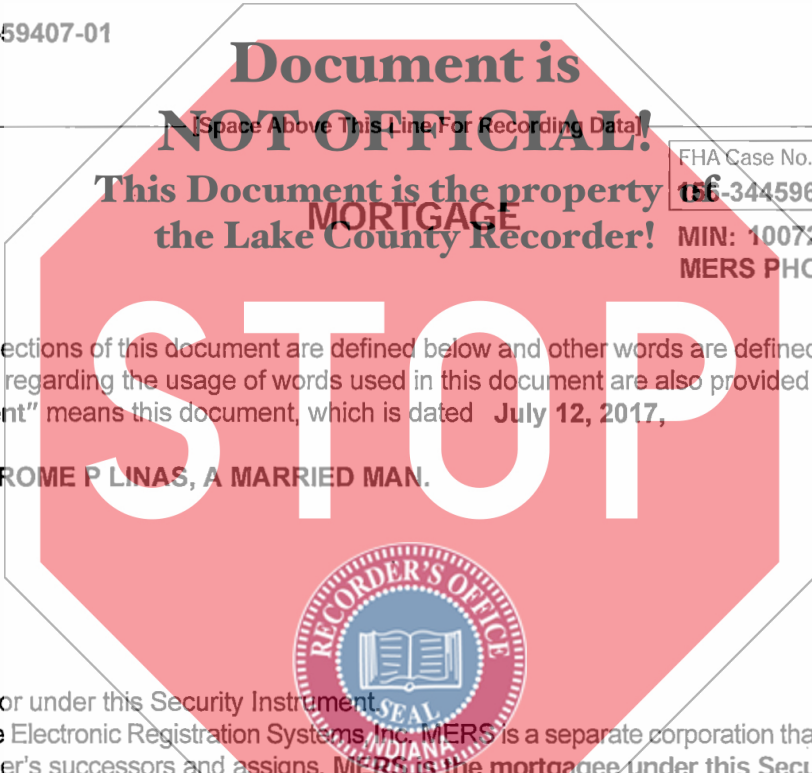 59407-01
Document is
NOT OFFICIAL!
[Space Above This Line For Recording Data]
FHA Case No.
This Document is the property of
156-344596
MORTGAGE
the Lake County Recorder!
MIN: 10072
MERS PHO
STOP
ections of this document are defined below and other words are defined
regarding the usage of words used in this document are also provided
nt” means this document, which is dated July 12, 2017,
ROME P LINAS, A MARRIED MAN.
RECORDER'S OFFICE
SEAL
INDIANA
or under this Security Instrument.
e Electronic Registration Systems, Inc. MERS is a separate corporation tha
er's successors and assigns. MERS is the mortgagee under this Secu